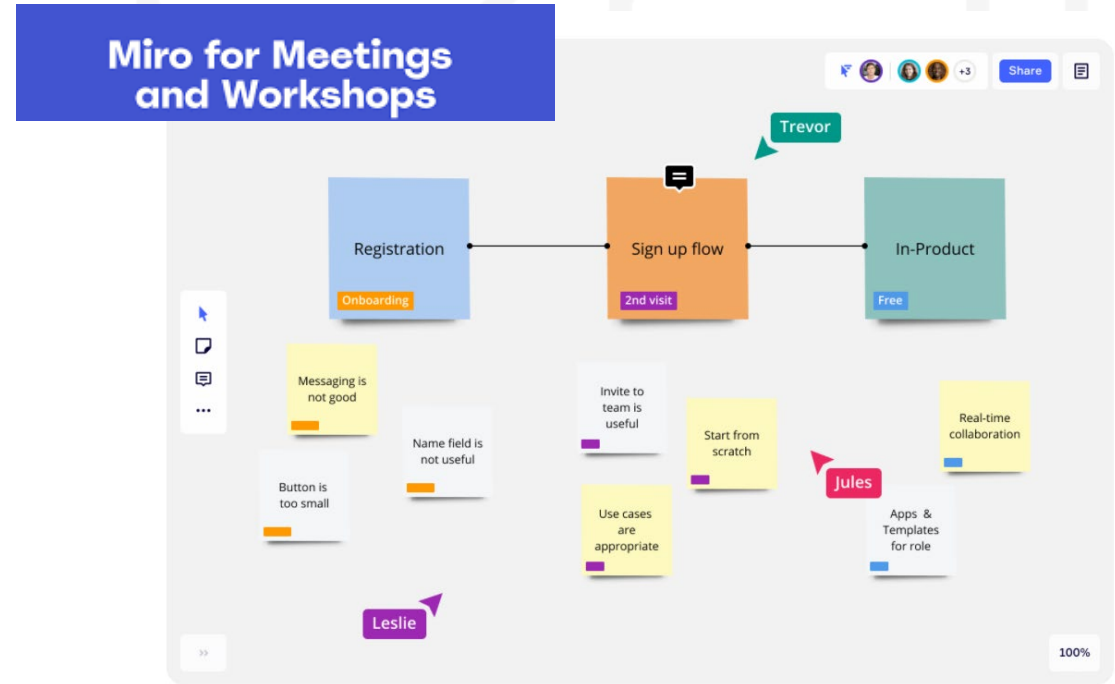 Miro for Meetings
and Workshops
+3
Share
Trevor
Registration
Onboarding
Sign up flow
2nd visit
In-Product
Free
Messaging is
not good
Name field is
not useful
Button is
too small
Invite to
team is
useful
Start from
scratch
Use cases
are
appropriate
Real-time
collaboration
Jules
Apps &
Templates
for role
Leslie
100%